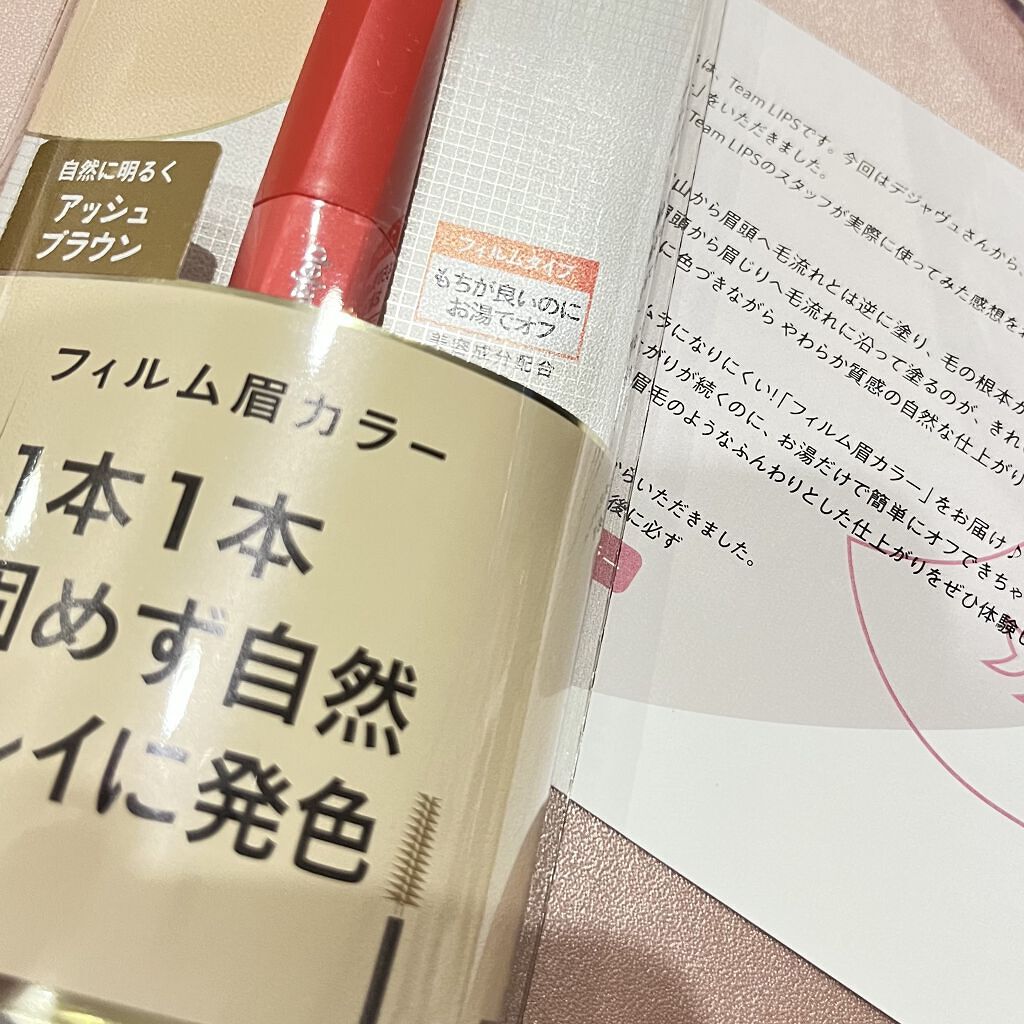 自然に明るく
アッシュ
ブラウン
フィルムタイプ
もちが良いのに
お湯でオフ
美容成分配合
フィルム眉カラー
1本1本
固めず自然
レイに発色
は、Team LIPSです。今回はデジャヴュさんから、
」をいただきました。
Team LIPSのスタッフが実際に使ってみた感想を
山から眉頭へ毛流れとは逆に塗り、毛の根本か
眉頭から眉じりへ毛流れに沿って塗るのが、きれ
に色づきながら やわらか質感の自然な仕上がり
ムラになりにくい!「フィルム眉カラー」をお届け♪
がりが続くのに、お湯だけで簡単にオフできちゃ
眉毛のようなふんわりとした仕上がりをぜひ体験し
からいただきました。
後に必ず